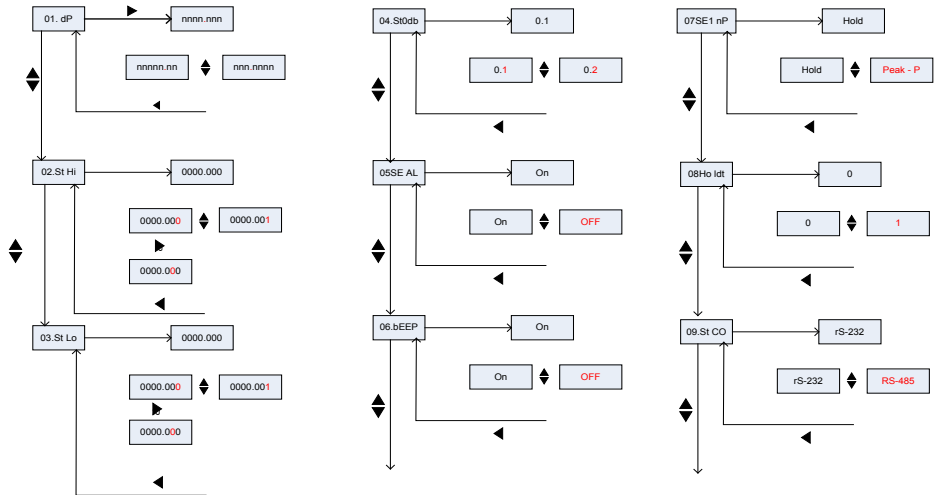 01. dP
nnnn.nnn
nnnnn.nn
nnn.nnnn
02.St Hi
0000.000
0000.000
0000.001
0000.000
03.St Lo
0000.000
0000.000
0000.001
0000.000
04.St0db
0.1
0.1
0.2
05SE AL
On
On
OFF
06.bEEP
On
On
OFF
07SE1 nP
Hold
Hold
Peak - P
08Ho ldt
0
0
1
09.St CO
rS-232
rS-232
RS-485